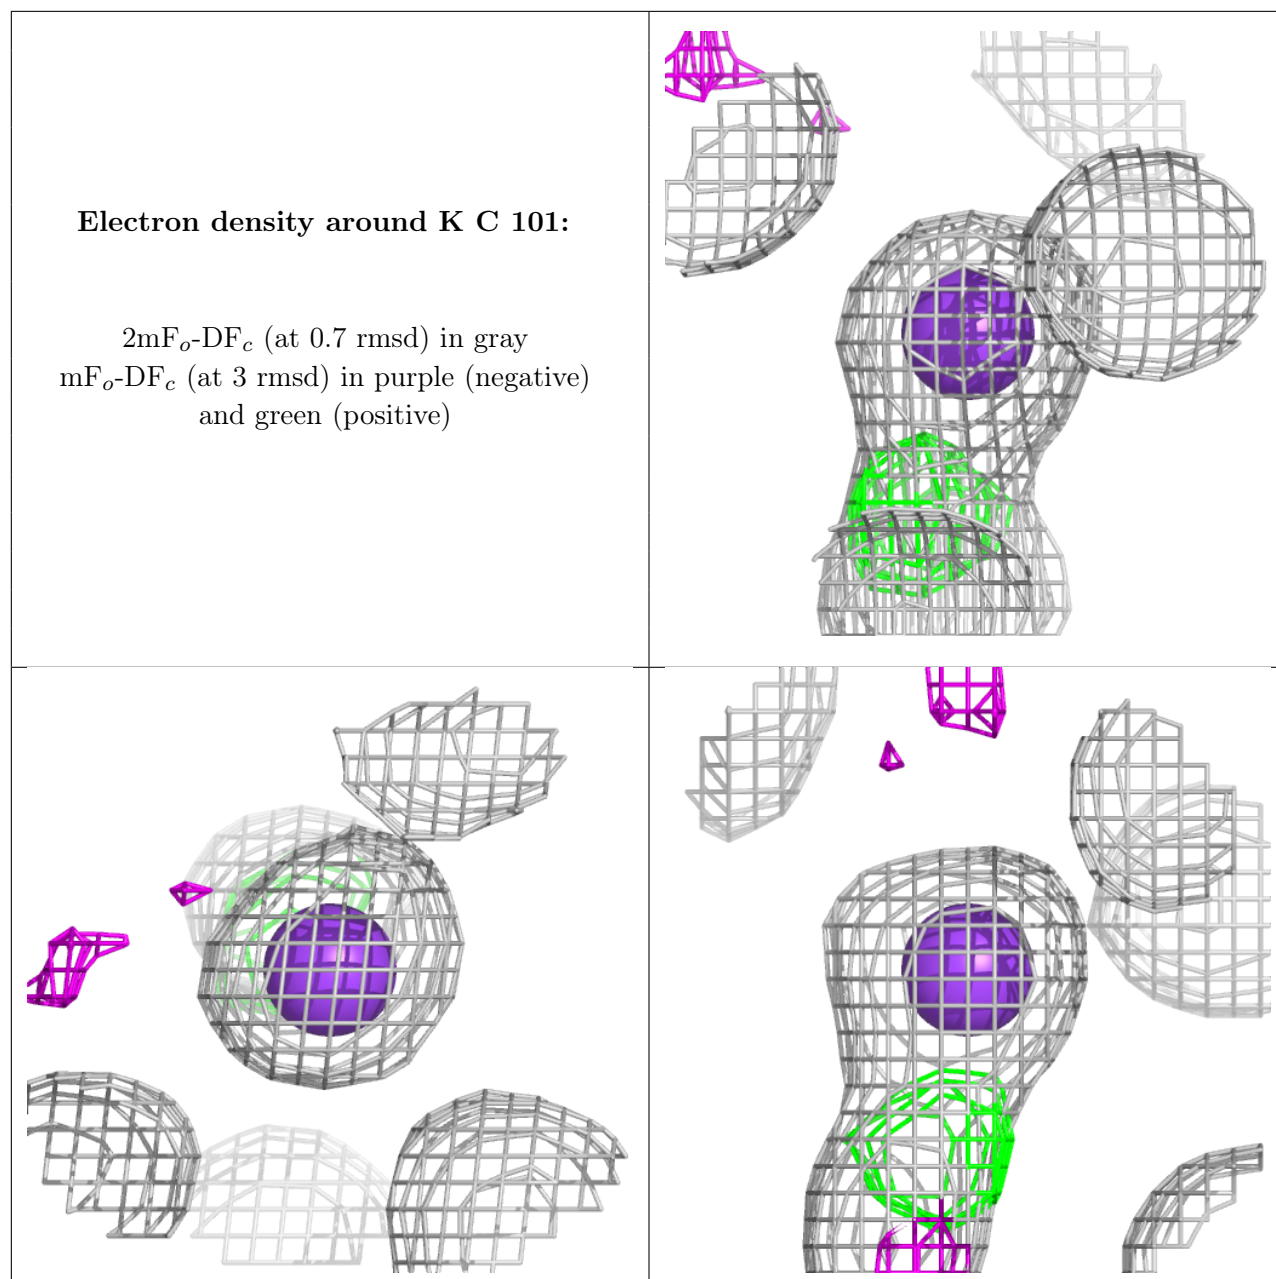 Electron density around K C 101:
2mFo-DFc (at 0.7 rmsd) in gray
mFo-DFc (at 3 rmsd) in purple (negative)
and green (positive)